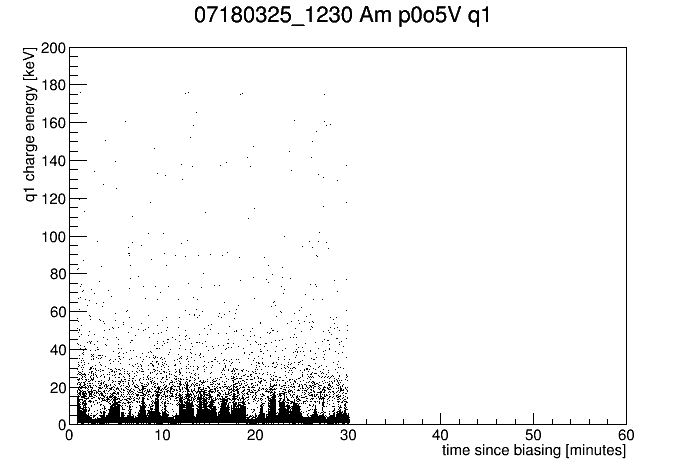 07180325_1230 Am p0o5V q1
q1 charge energy [keV]
200
180
160
140
120
100
80
60
40
20
0
0 10 20 30 40 50 60
time since biasing [minutes]